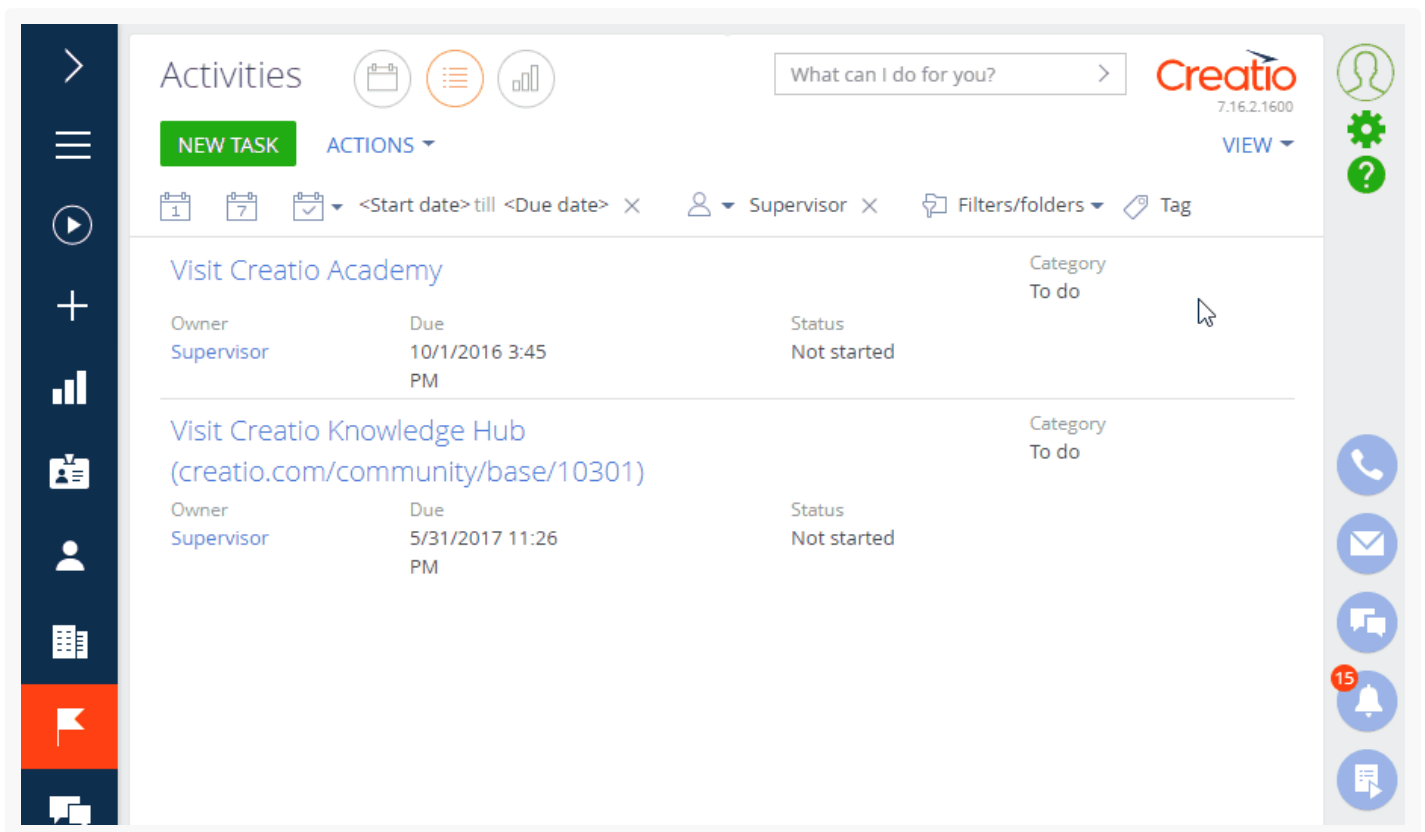 Activities
What can I do for you?
Creatio
7.16.2.1600
NEW TASK
ACTIONS
VIEW
1
7
<Start date> till <Due date>
Supervisor
Filters/folders
Tag
Visit Creatio Academy
Category
To do
Owner
Due
Status
Supervisor
10/1/2016 3:45
PM
Not started
Visit Creatio Knowledge Hub
(creatio.com/community/base/10301)
Category
To do
Owner
Due
Status
Supervisor
5/31/2017 11:26
PM
Not started
?
15